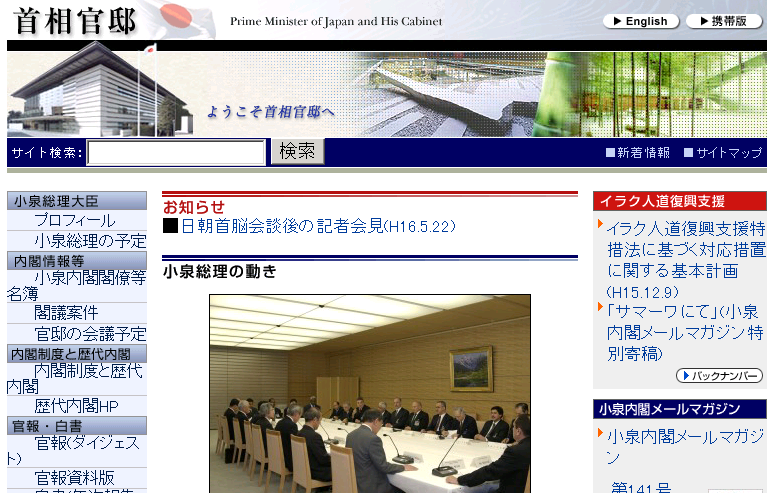 首相官邸
Prime Minister of Japan and His Cabinet
English
携帯版
ようこそ首相官邸へ
サイト検索:
検索
新着情報
サイトマップ
小泉総理大臣
プロフィール
小泉総理の予定
内閣情報等
小泉内閣閣僚等
名簿
閣議案件
官邸の会議予定
内閣制度と歴代内閣
内閣制度と歴代
内閣
歴代内閣HP
官報・白書
官報(ダイジェス
ト)
官報資料版
お知らせ
■日朝首脳会談後の記者会見(H16.5.22)
小泉総理の動き
イラク人道復興支援
イラク人道復興支援特
措法に基づく対応措置
に関する基本計画
(H15.12.9)
「サマーワにて」(小泉
内閣メールマガジン特
別寄稿)
バックナンバー
小泉内閣メールマガジン
小泉内閣メールマガジ
ン
第141号